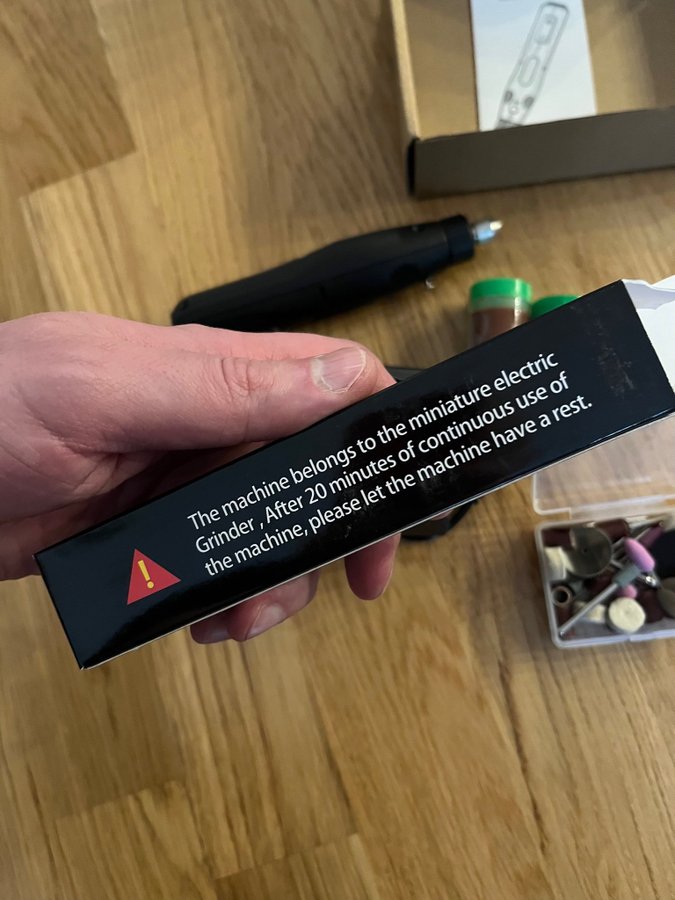 The machine belongs to the miniature electric
Grinder , After 20 minutes of continuous use of
the machine, please let the machine have a rest.